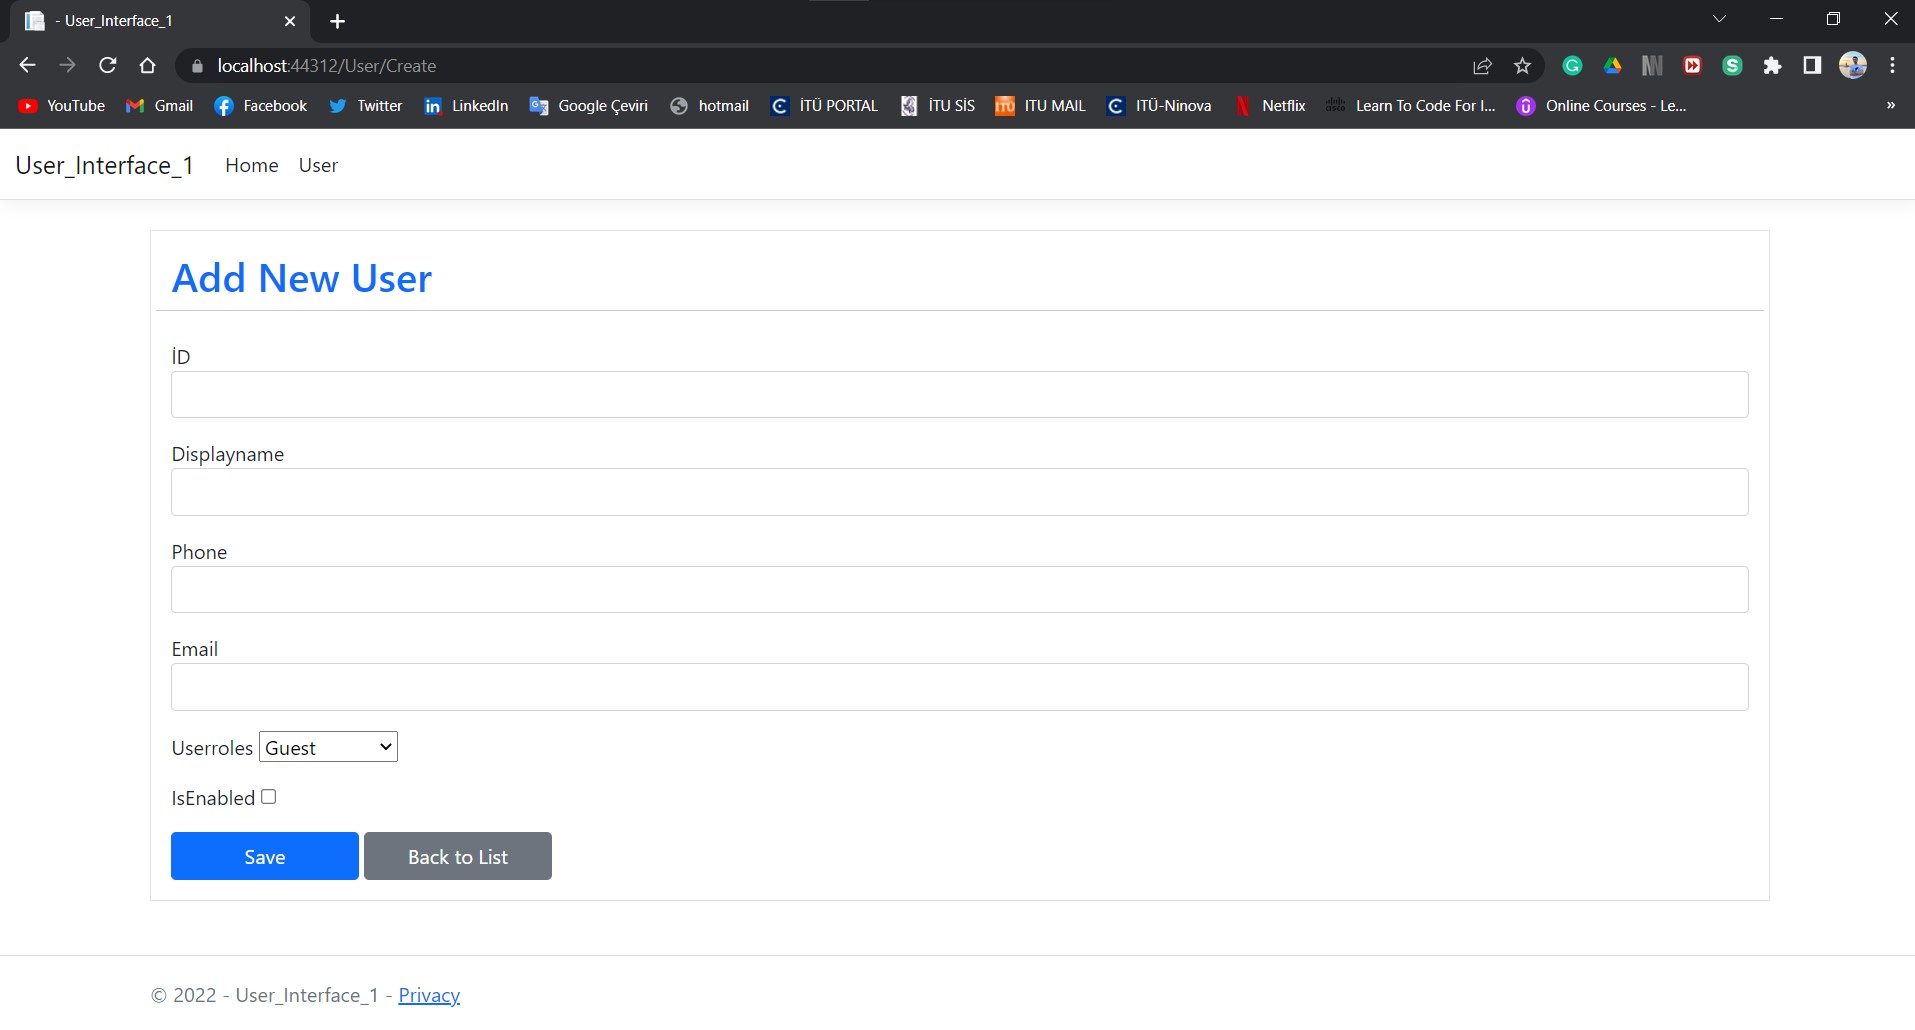 - User_Interface_1
localhost:44312/User/Create
YouTube Gmail Facebook Twitter LinkedIn Google Çeviri hotmail İTÜ PORTAL İTU SİS ITU MAIL ITÜ-Ninova Netflix Learn To Code For I... Online Courses - Le... »
User_Interface_1 Home User
Add New User
İD
Displayname
Phone
Email
Userroles Guest
IsEnabled
Save Back to List
© 2022 - User_Interface_1 - Privacy